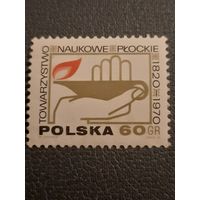 TOWARZYSTWO
NAUKOWE PŁOCKIE
1820 1970
POLSKA 60 GR